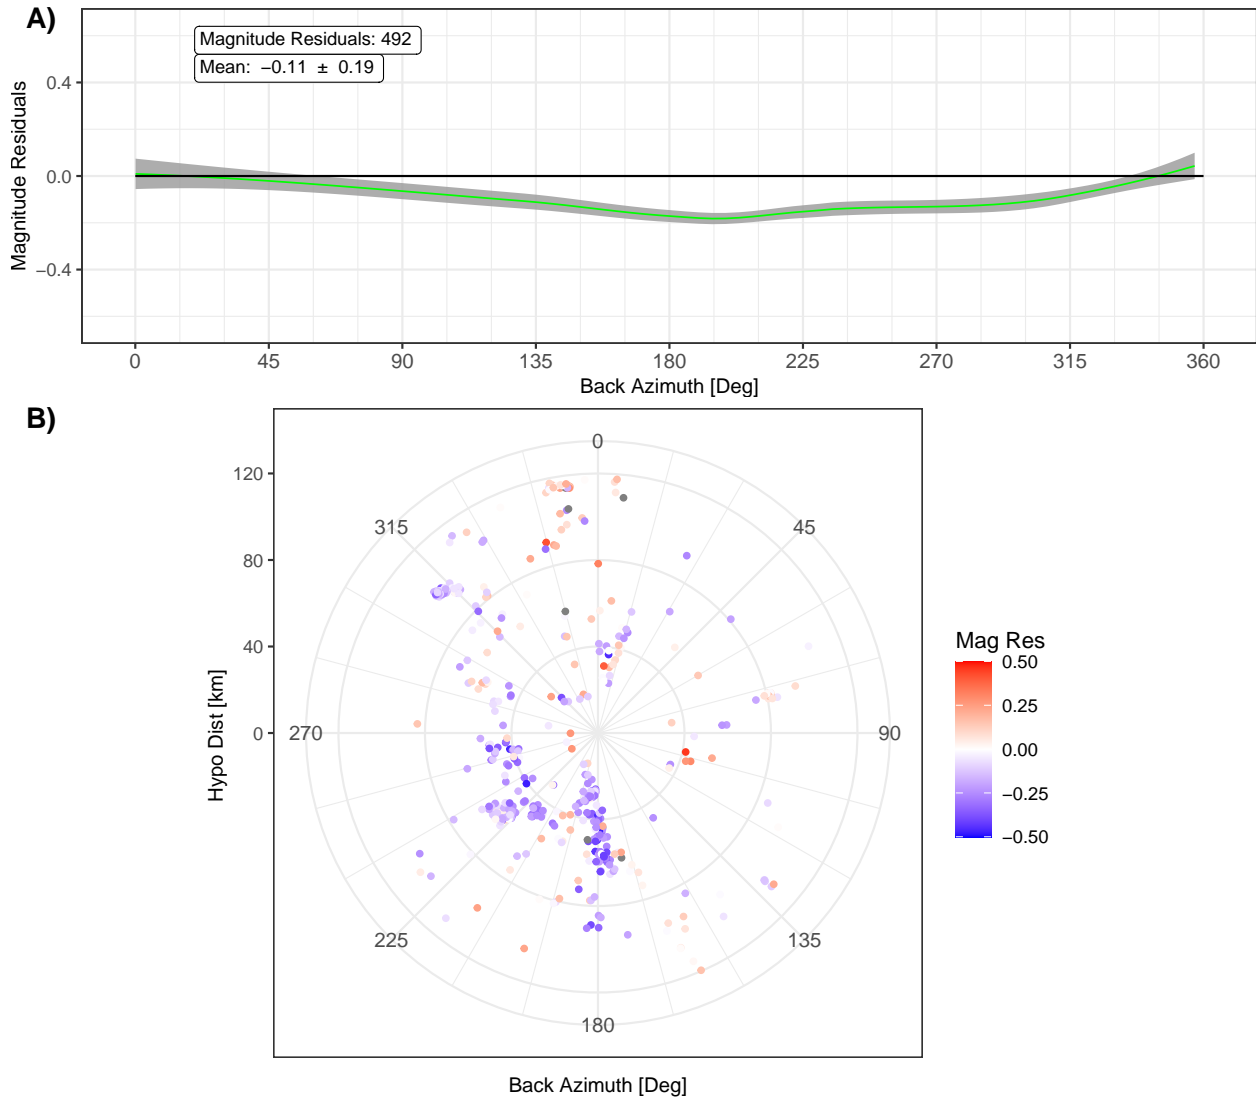 A)
Magnitude Residuals: 492
Mean: −0.11 ± 0.19
Magnitude Residuals
0.4
0.0
−0.4
0 45 90 135 180 225 270 315 360
Back Azimuth [Deg]
B)
Hypo Dist [km]
120
80
40
0
0
45
90
135
180
225
270
315
Back Azimuth [Deg]
Mag Res
0.50
0.25
0.00
−0.25
−0.50